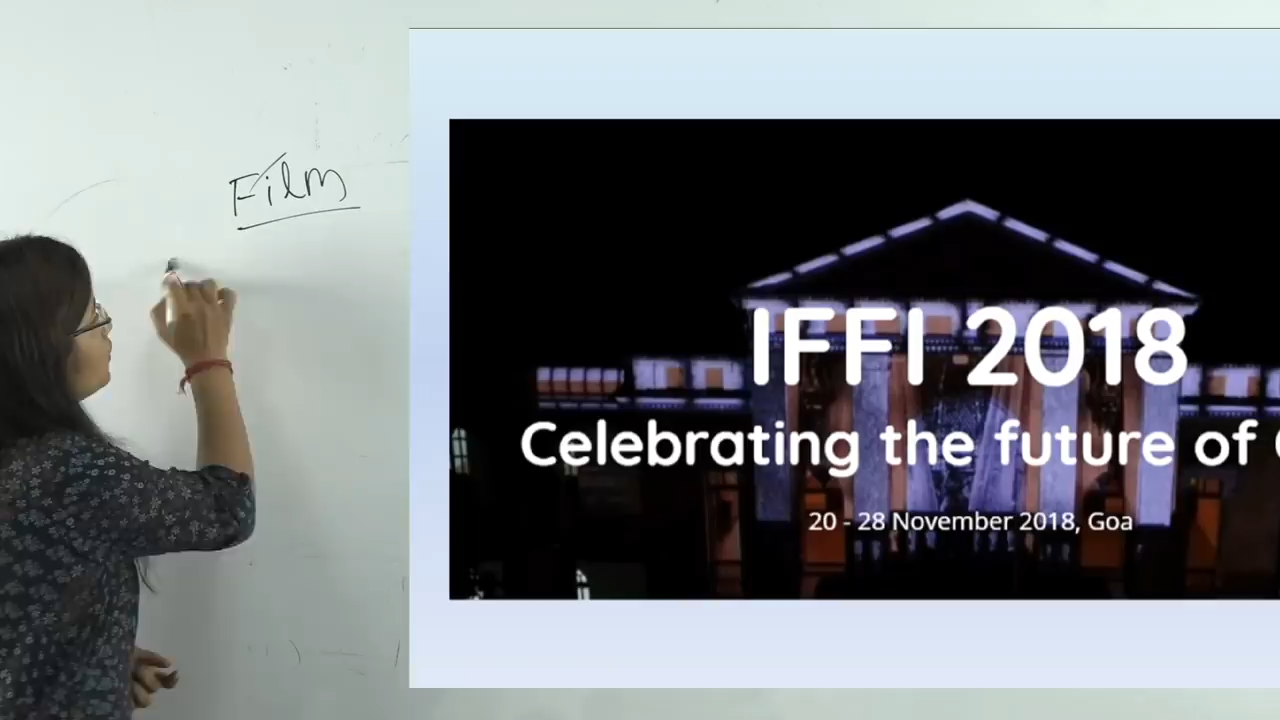 Film
IFFI 2018
Celebrating the future of
20 - 28 November 2018, Goa